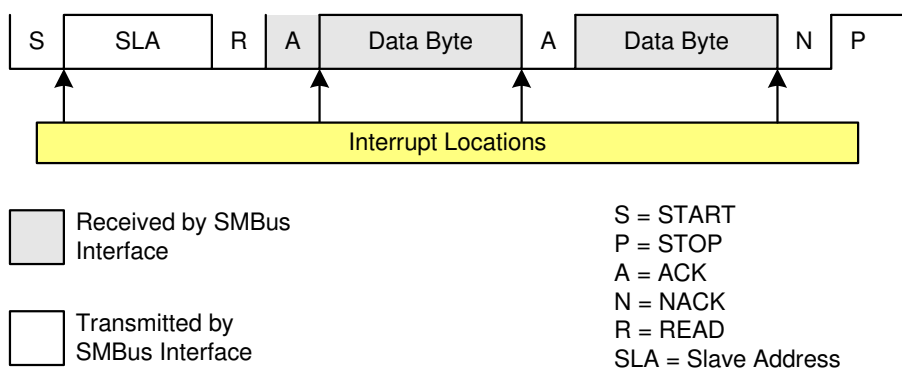 S SLA R A Data Byte A Data Byte N P
Interrupt Locations
Received by SMBus
Interface
Transmitted by
SMBus Interface
S = START
P = STOP
A = ACK
N = NACK
R = READ
SLA = Slave Address